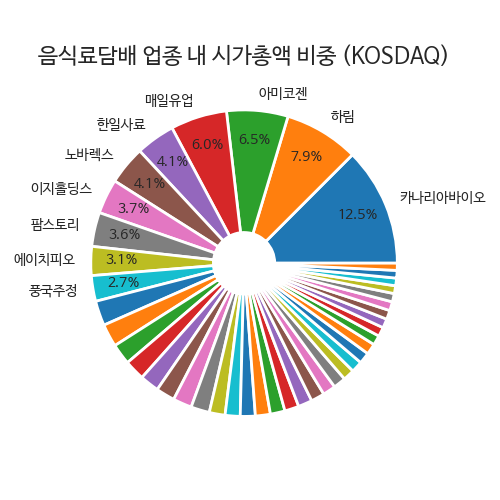 음식료담배 업종 내 시가총액 비중 (KOSDAQ)
아미코젠
매일유업
하림
한일사료
6.5%
6.0%
노바렉스
7.9%
4.1%
4.1%
이지홀딩스
카나리아바이오
3.7%
12.5%
팜스토리
3.6%
에이치피오
3.1%
풍국주정
2.7%